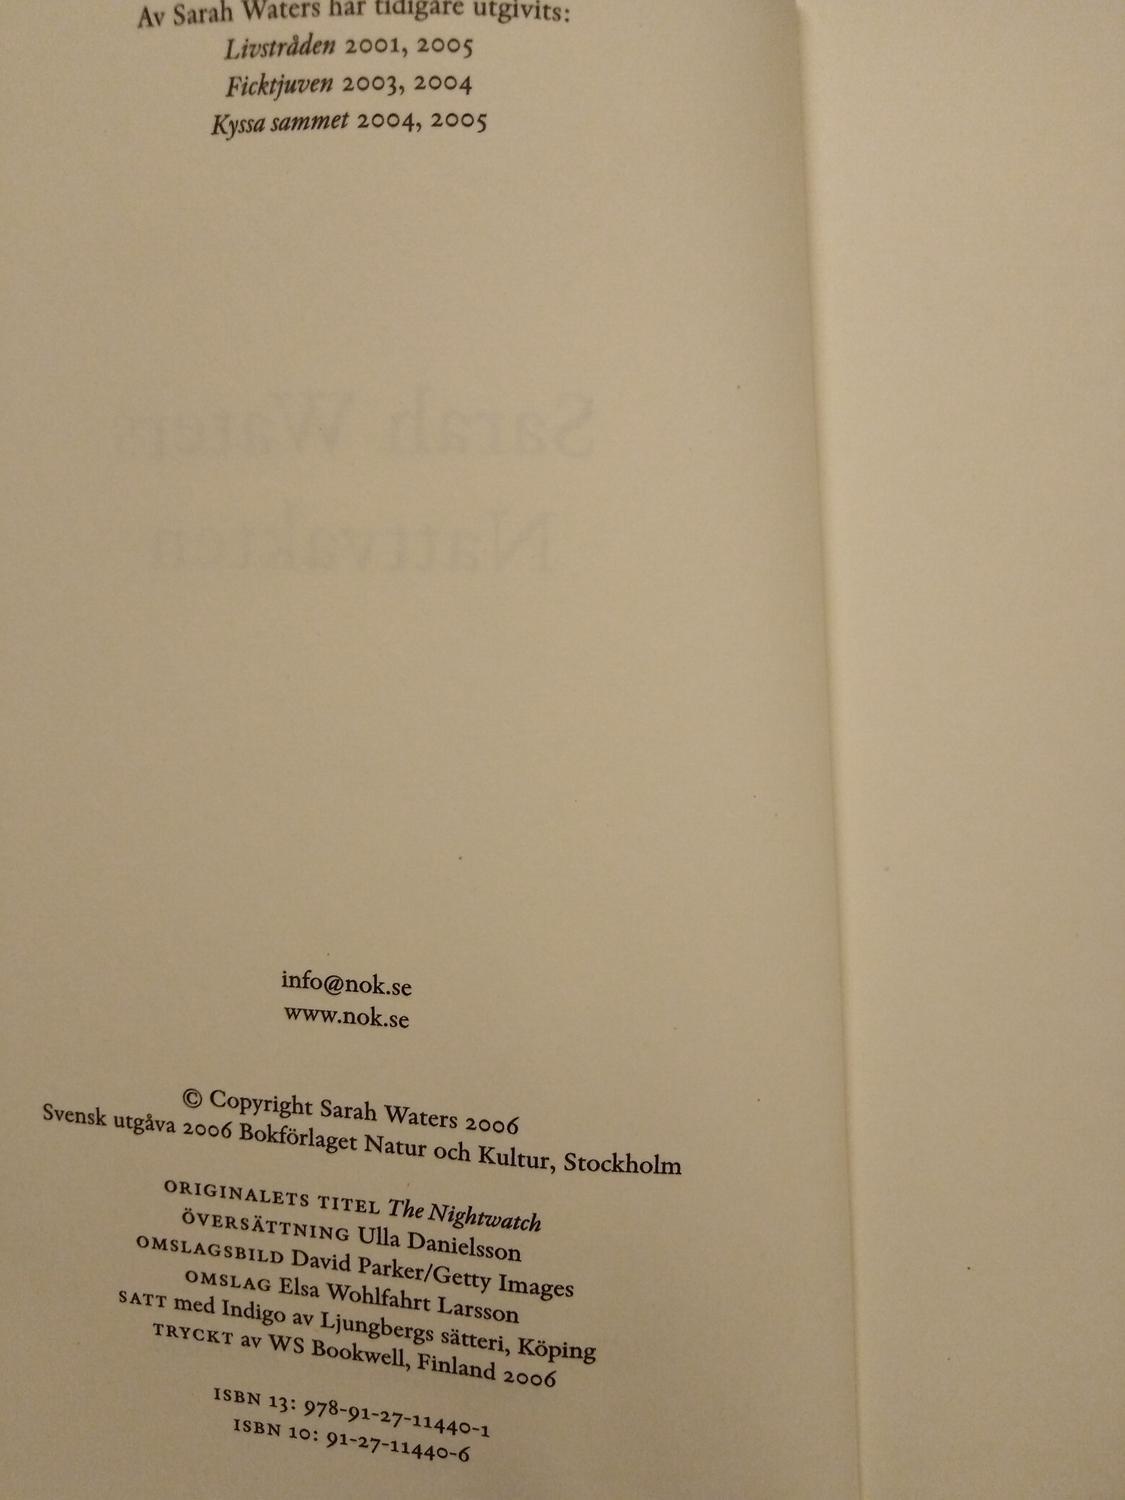 Av Sarah Waters har tidigare utgivits:
Livstråden 2001, 2005
Ficktjuven 2003, 2004
Kyssa sammet 2004, 2005
Sarah Waters
Nattvakten
info@nok.se
www.nok.se
© Copyright Sarah Waters 2006
Svensk utgåva 2006 Bokförlaget Natur och Kultur, Stockholm
ORIGINALETS TITEL The Nightwatch
ÖVERSÄTTNING Ulla Danielsson
OMSLAGSBILD David Parker/Getty Images
OMSLAG Elsa Wohlfahrt Larsson
SATT med Indigo av Ljungbergs sätteri, Köping
TRYCKT av WS Bookwell, Finland 2006
ISBN 13: 978-91-27-11440-1
ISBN 10: 91-27-11440-6